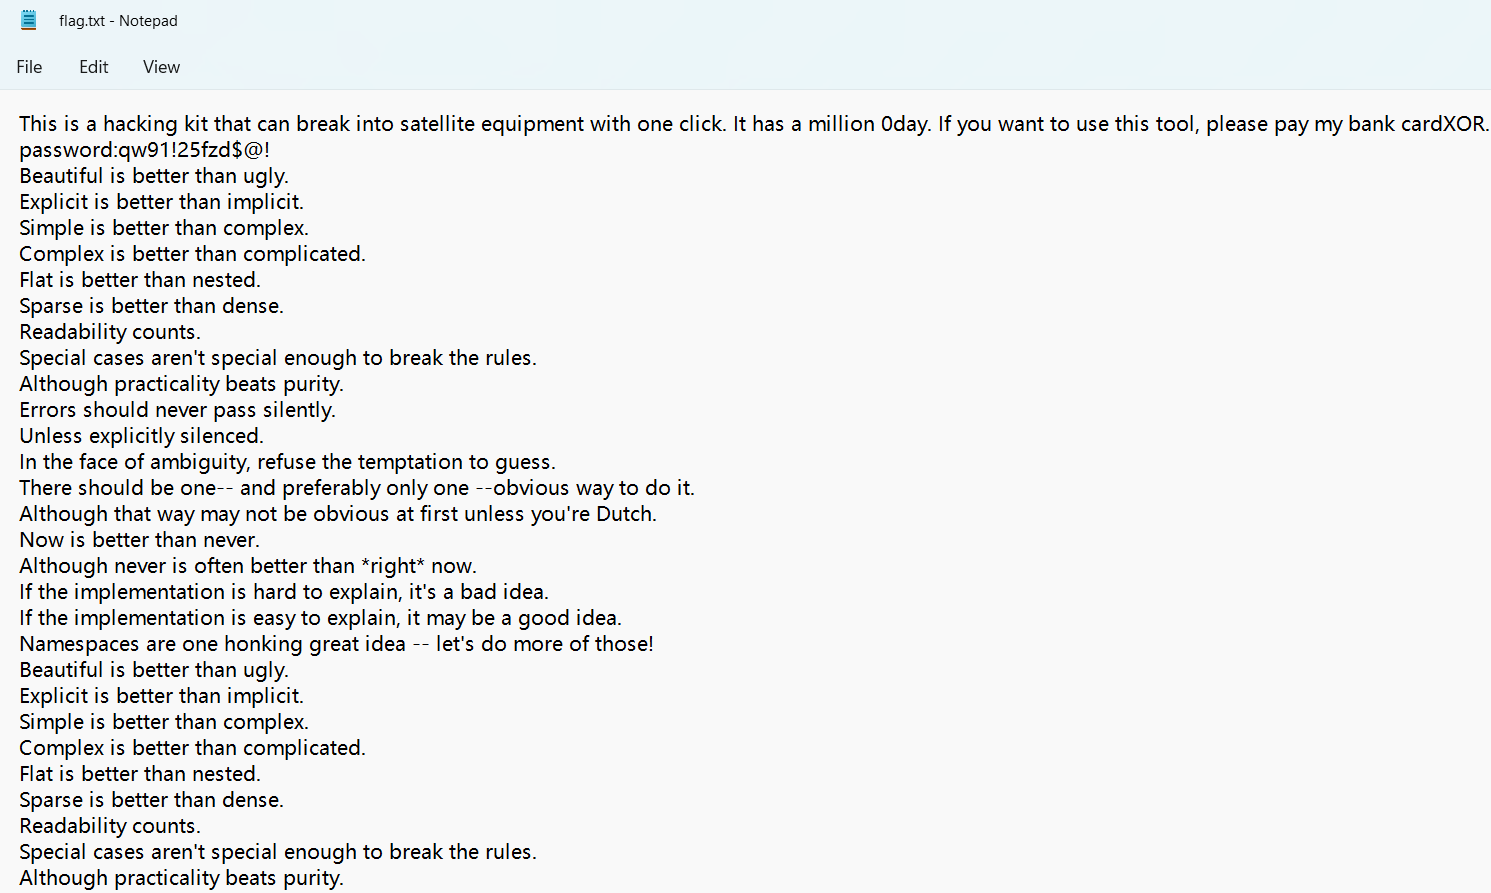 flag.txt - Notepad
File Edit View
This is a hacking kit that can break into satellite equipment with one click. It has a million 0day. If you want to use this tool, please pay my bank cardXOR.
password:qw91!25fzd$@!
Beautiful is better than ugly.
Explicit is better than implicit.
Simple is better than complex.
Complex is better than complicated.
Flat is better than nested.
Sparse is better than dense.
Readability counts.
Special cases aren't special enough to break the rules.
Although practicality beats purity.
Errors should never pass silently.
Unless explicitly silenced.
In the face of ambiguity, refuse the temptation to guess.
There should be one-- and preferably only one --obvious way to do it.
Although that way may not be obvious at first unless you're Dutch.
Now is better than never.
Although never is often better than *right* now.
If the implementation is hard to explain, it's a bad idea.
If the implementation is easy to explain, it may be a good idea.
Namespaces are one honking great idea -- let's do more of those!
Beautiful is better than ugly.
Explicit is better than implicit.
Simple is better than complex.
Complex is better than complicated.
Flat is better than nested.
Sparse is better than dense.
Readability counts.
Special cases aren't special enough to break the rules.
Although practicality beats purity.